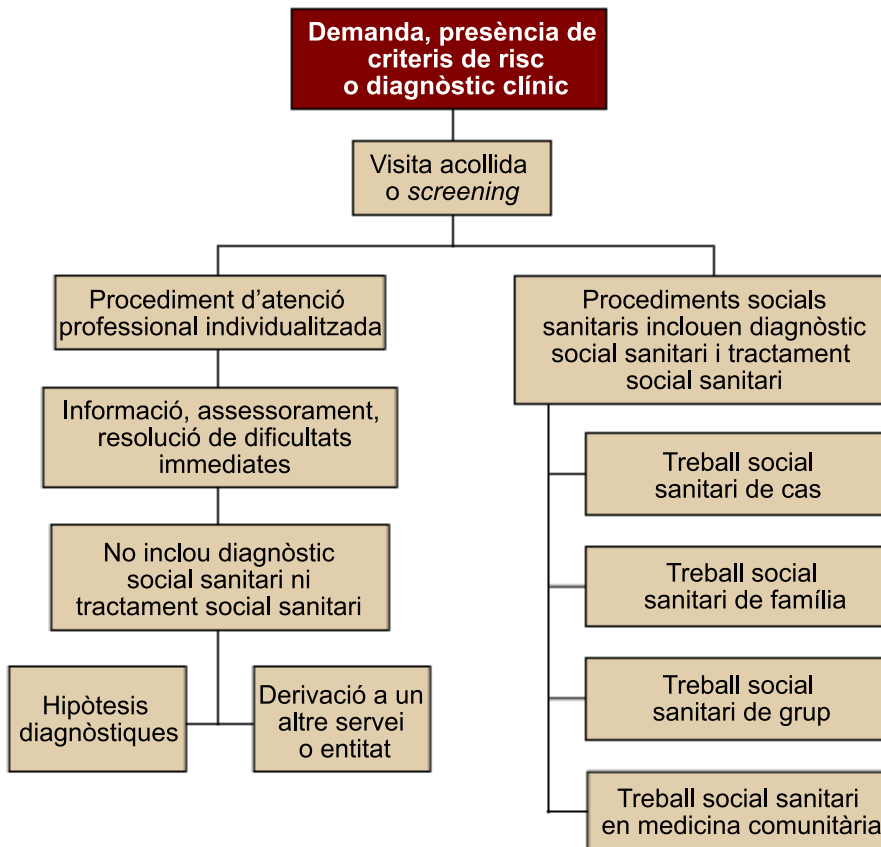 Demanda, presència de
criteris de risc
o diagnòstic clínic
Visita acollida
o screening
Procediment d’atenció
professional individualitzada
Informació, assessorament,
resolució de dificultats
immediates
No inclou diagnòstic
social sanitari ni
tractament social sanitari
Hipòtesis
diagnòstiques
Derivació a un
altre servei
o entitat
Procediments socials
sanitaris inclouen diagnòstic
social sanitari i tractament
social sanitari
Treball social
sanitari de cas
Treball social
sanitari de família
Treball social
sanitari de grup
Treball social sanitari
en medicina comunitària